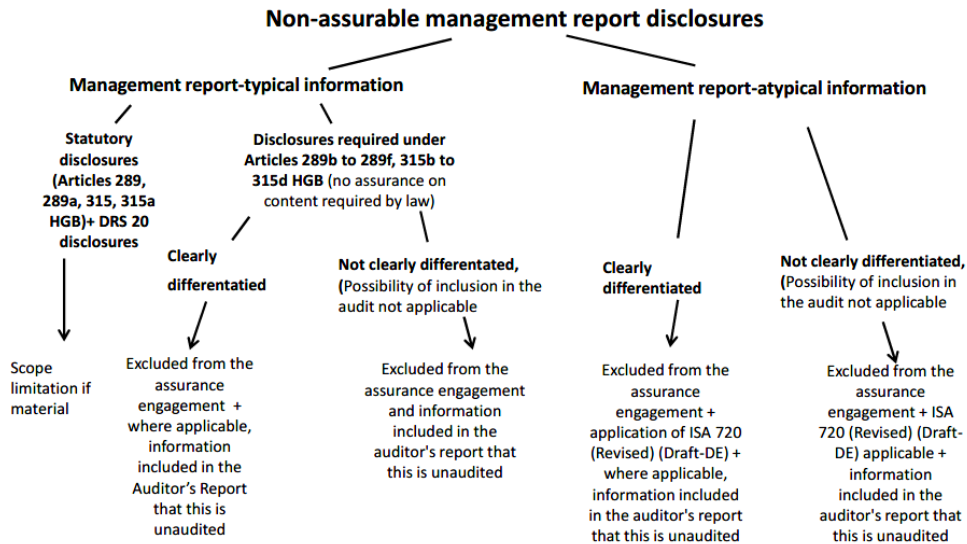 Non-assurable management report disclosures
Management report-typical information
Management report-atypical information
Statutory
disclosures
(Articles 289,
289a, 315, 315a
HGB)+ DRS 20
disclosures
Disclosures required under
Articles 289b to 289f, 315b to
315d HGB (no assurance on
content required by law)
Clearly
differentatied
Not clearly differentated,
(Possibility of inclusion in the
audit not applicable
Clearly
differentiated
Not clearly differentiated,
(Possibility of inclusion in
the audit not applicable
Scope
limitation if
material
Excluded from the
assurance
engagement +
where applicable,
information
included in the
Auditor's Report
that this is
unaudited
Excluded from the
assurance engagement
and information
included in the
auditor's report that
this is unaudited
Excluded from the
assurance
engagement +
application of ISA 720
(Revised) (Draft-DE) +
where applicable,
information included
in the auditor's report
that this is unaudited
Excluded from the
assurance
engagement + ISA
720 (Revised) (Draft-
DE) applicable +
information
included in the
auditor's report that
this is unaudited